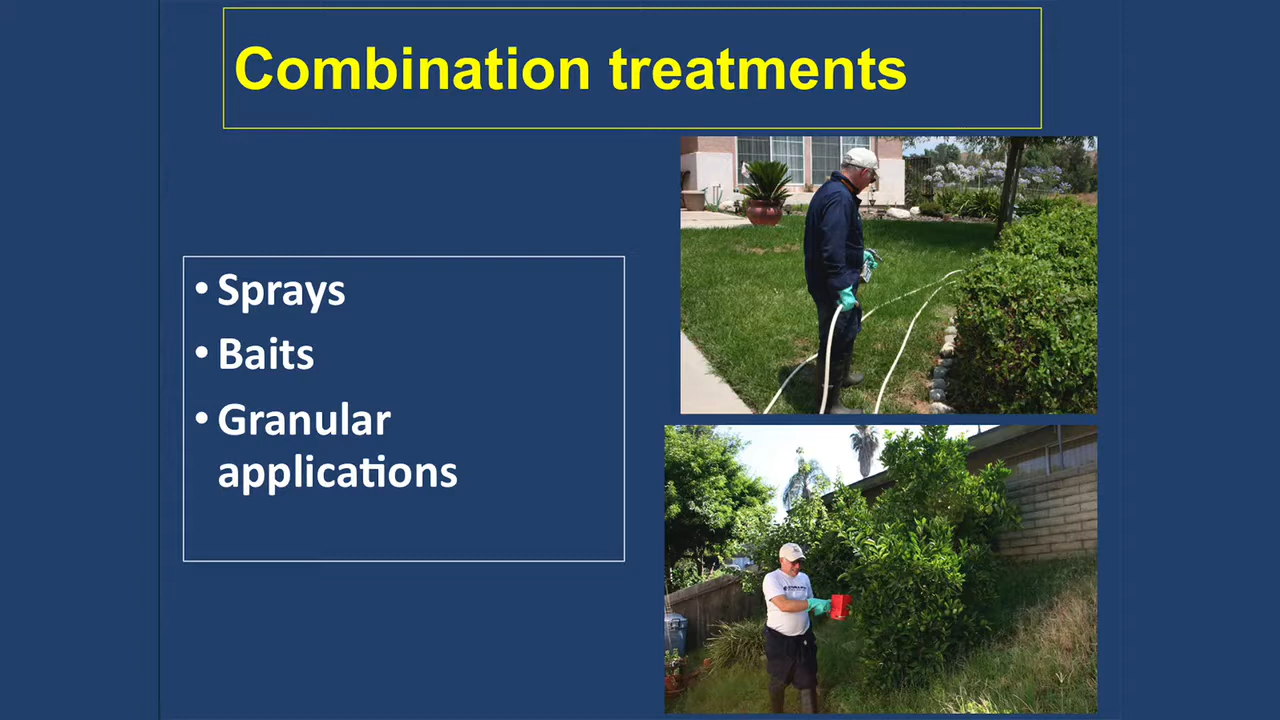 Combination treatments
• Sprays
• Baits
• Granular
applications